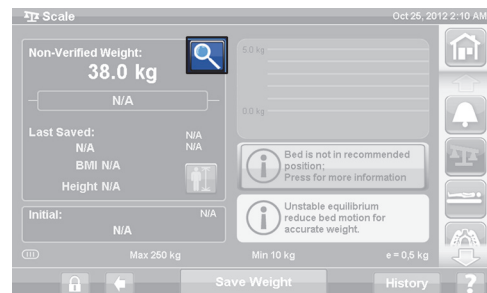 Scale
Oct 25, 2012 2:10 AM
Non-Verified Weight:
38.0 kg
N/A
Last Saved:
N/A
N/A
N/A
BMI N/A
Height N/A
Initial:
N/A
N/A
5.0 kg
0.0 kg
Bed is not in recommended
position;
Press for more information
Unstable equilibrium
reduce bed motion for
accurate weight.
Max 250 kg
Min 10 kg
e = 0,5 kg
Save Weight
History
?